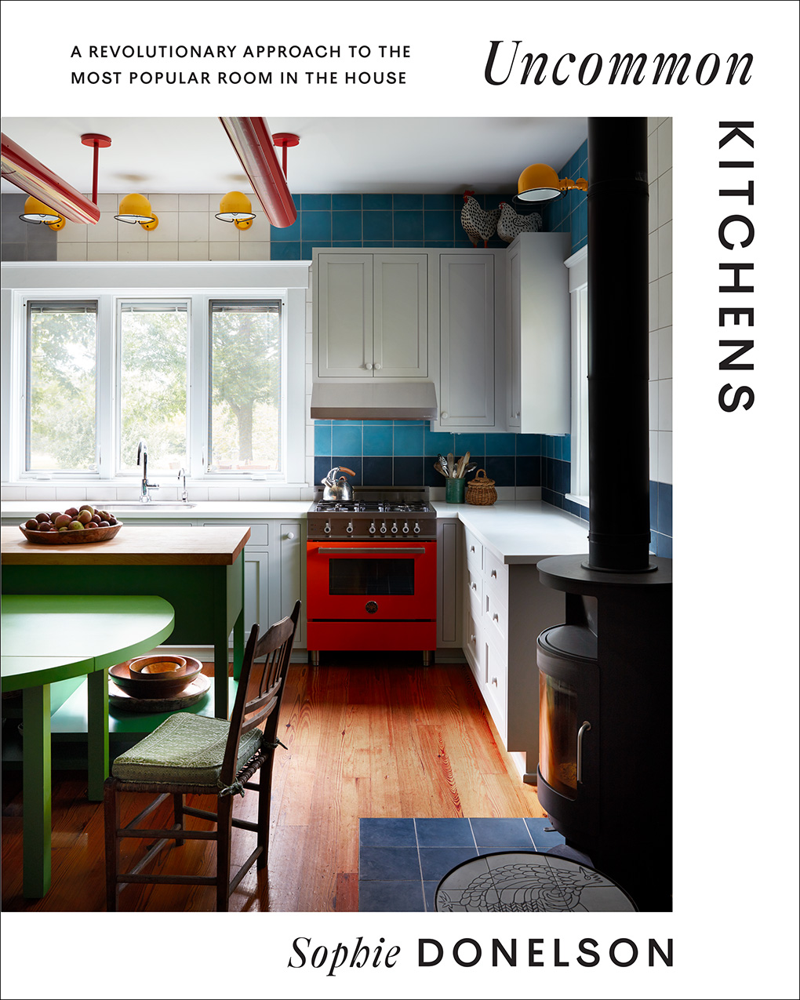 A REVOLUTIONARY APPROACH TO THE
MOST POPULAR ROOM IN THE HOUSE
Uncommon
KITCHENS
Sophie DONELSON